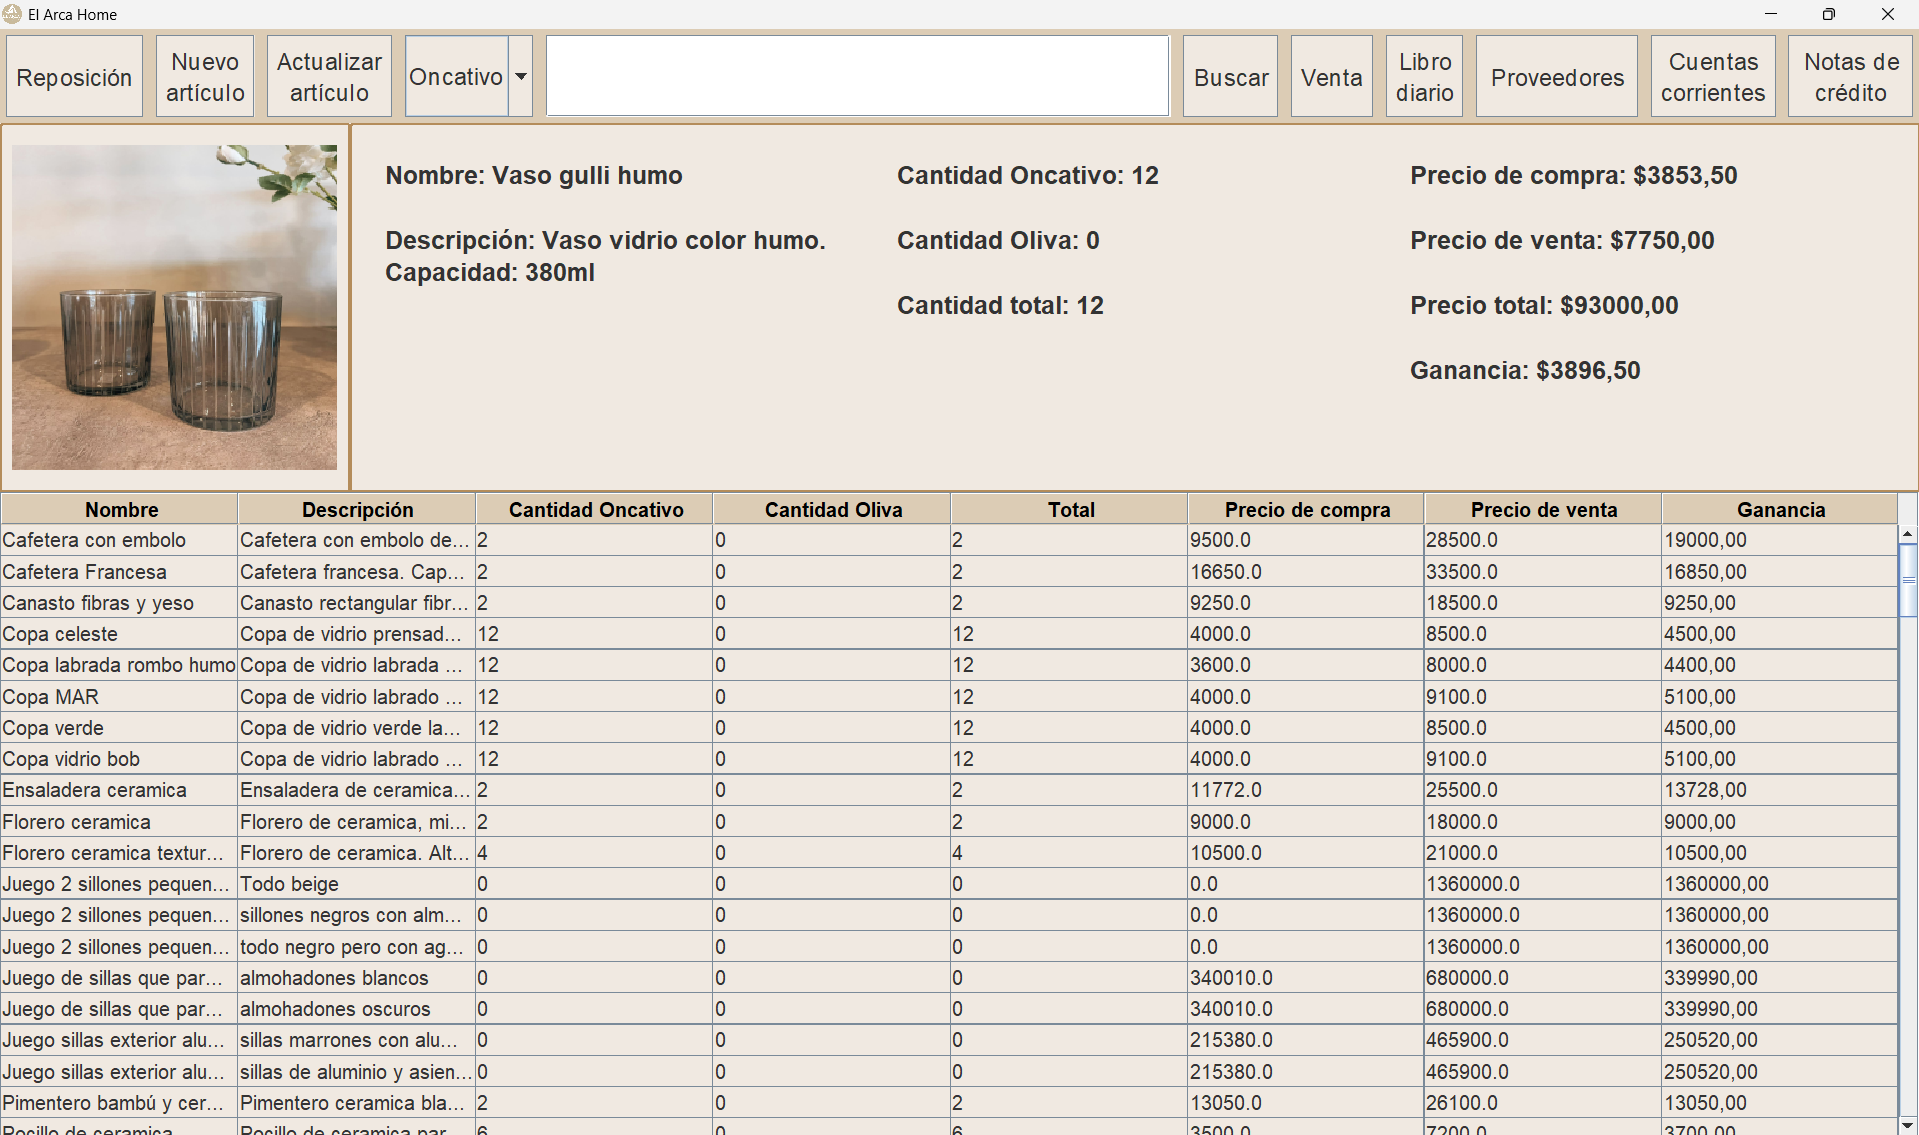 El Arca Home
Reposición
Nuevo artículo
Actualizar artículo
Oncativo
Buscar
Venta
Libro diario
Proveedores
Cuentas corrientes
Notas de crédito
Nombre: Vaso gulli humo
Descripción: Vaso vidrio color humo.
Capacidad: 380ml
Cantidad Oncativo: 12
Cantidad Oliva: 0
Cantidad total: 12
Precio de compra: $3853,50
Precio de venta: $7750,00
Precio total: $93000,00
Ganancia: $3896,50
Nombre Descripción Cantidad Oncativo Cantidad Oliva Total Precio de compra Precio de venta Ganancia
Cafetera con embolo Cafetera con embolo de... 2 0 2 9500.0 28500.0 19000,00
Cafetera Francesa Cafetera francesa. Cap... 2 0 2 16650.0 33500.0 16850,00
Canasto fibras y yeso Canasto rectangular fibr... 2 0 2 9250.0 18500.0 9250,00
Copa celeste Copa de vidrio prensad... 12 0 12 4000.0 8500.0 4500,00
Copa labrada rombo humo Copa de vidrio labrada ... 12 0 12 3600.0 8000.0 4400,00
Copa MAR Copa de vidrio labrado ... 12 0 12 4000.0 9100.0 5100,00
Copa verde Copa de vidrio verde la... 12 0 12 4000.0 8500.0 4500,00
Copa vidrio bob Copa de vidrio labrado ... 12 0 12 4000.0 9100.0 5100,00
Ensaladera ceramica Ensaladera de ceramica... 2 0 2 11772.0 25500.0 13728,00
Florero ceramica Florero de ceramica, mi... 2 0 2 9000.0 18000.0 9000,00
Florero ceramica textur... Florero de ceramica. Alt... 4 0 4 10500.0 21000.0 10500,00
Juego 2 sillones pequen... Todo beige 0 0 0 0.0 1360000.0 1360000,00
Juego 2 sillones pequen... sillones negros con alm... 0 0 0 0.0 1360000.0 1360000,00
Juego 2 sillones pequen... todo negro pero con ag... 0 0 0 0.0 1360000.0 1360000,00
Juego de sillas que par... almohadones blancos 0 0 0 340010.0 680000.0 339990,00
Juego de sillas que par... almohadones oscuros 0 0 0 340010.0 680000.0 339990,00
Juego sillas exterior alu... sillas marrones con alu... 0 0 0 215380.0 465900.0 250520,00
Juego sillas exterior alu... sillas de aluminio y asien... 0 0 0 215380.0 465900.0 250520,00
Pimentero bambú y cer... Pimentero ceramica bla... 2 0 2 13050.0 26100.0 13050,00
Pocillo de ceramica Pocillo de ceramica par... 6 0 6 3500.0 7200.0 3700,00